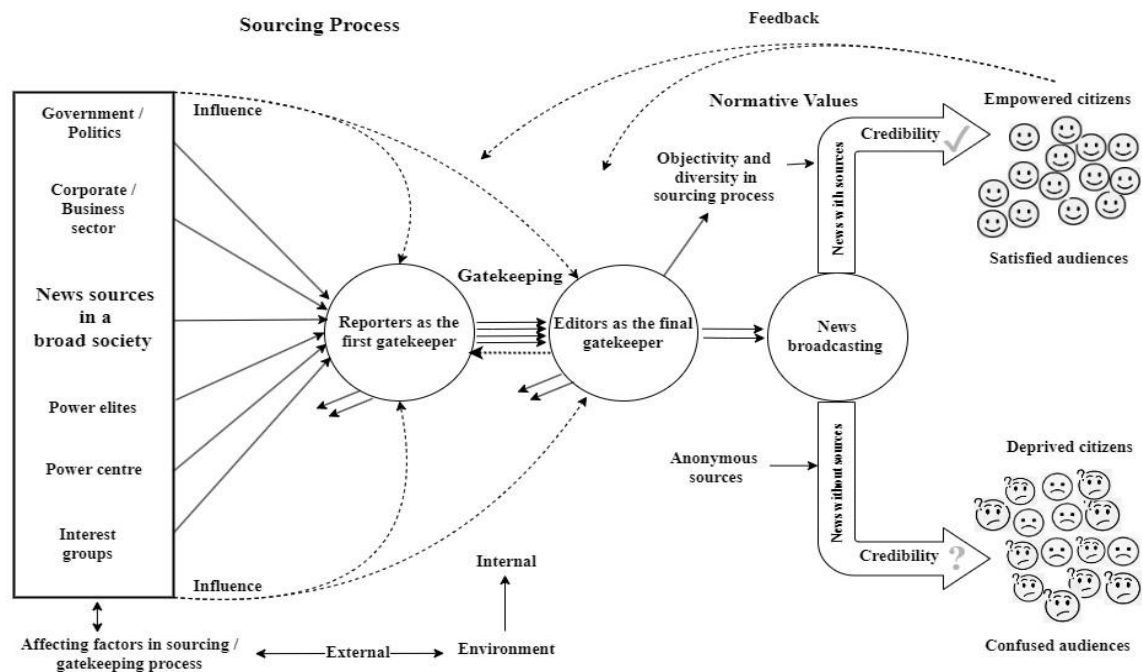 Sourcing Process
Feedback
Government /
Politics
Corporate /
Business
sector
News sources
in a
broad society
Power elites
Power centre
Interest
groups
Influence
Influence
Reporters as the
first gatekeeper
Gatekeeping
Editors as the final
gatekeeper
Objectivity and
diversity in
sourcing process
Normative Values
News
broadcasting
News with sources
Credibility
Empowered citizens
Satisfied audiences
Anonymous
sources
News without sources
Credibility
?
Deprived citizens
Confused audiences
Internal
Environment
External
Affecting factors in sourcing /
gatekeeping process